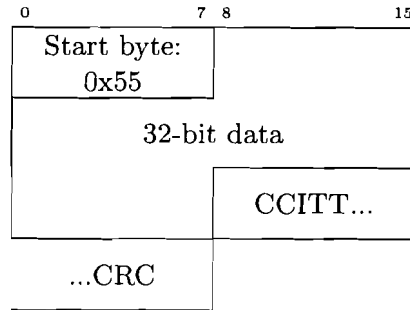 0 7 8 15
Start byte:
0x55
32-bit data
CCITT...
...CRC